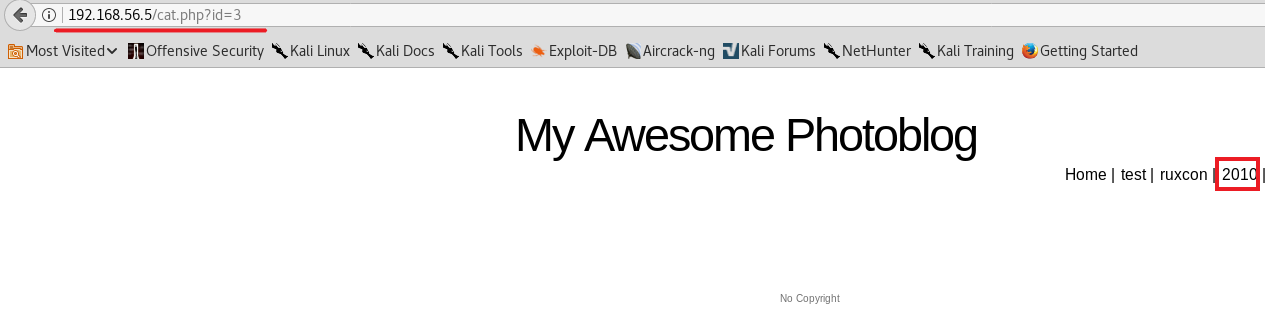 192.168.56.5/cat.php?id=3
Most Visited Offensive Security Kali Linux Kali Docs Kali Tools Exploit-DB Aircrack-ng Kali Forums NetHunter Kali Training Getting Started
My Awesome Photoblog
Home | test | ruxcon | 2010 |
No Copyright